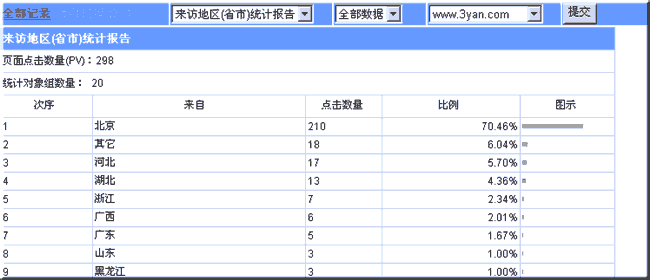 全部记录 来访地区(省市)统计报告 全部数据 www.3yan.com 提交
来访地区(省市)统计报告
页面点击数量(PV)：298
统计对象组数量： 20
次序 来自 点击数量 比例 图示
1 北京 210 70.46%
2 其它 18 6.04%
3 河北 17 5.70%
4 湖北 13 4.36%
5 浙江 7 2.34%
6 广西 6 2.01%
7 广东 5 1.67%
8 山东 3 1.00%
9 黑龙江 3 1.00%